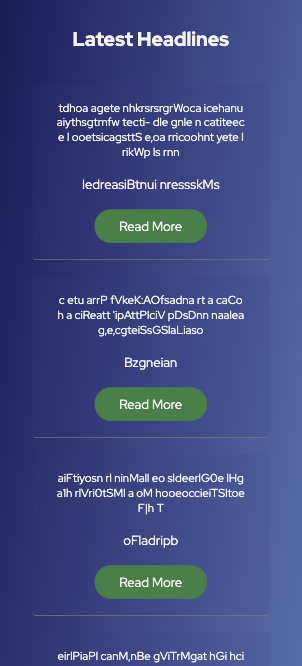 Latest Headlines
tdhoa agete nhkrsrsrgrWoca icehanu
aiythsgtmfw tecti- dle gnle n catiteec
e l ooetsicagsttS e,oa rricoohnt yete l
rikWp ls rnn
IedreasiBtnui nressskMs
Read More
c etu arrP fVkeK:AOfsadna rt a caCo
h a ciReatt 'ipAttPlciV pDsDnn naalea
g,e,cgteiSsGSlaLiaso
Bzgneian
Read More
aiFtiyosn rl ninMall eo sldeerlG0e lHg
a1h rlVri0tSMl a oM hooeoccieiTSltoe
F|h T
oFladripb
Read More
eirlPiaPl canM,nBe gViTrMgat hGi hci